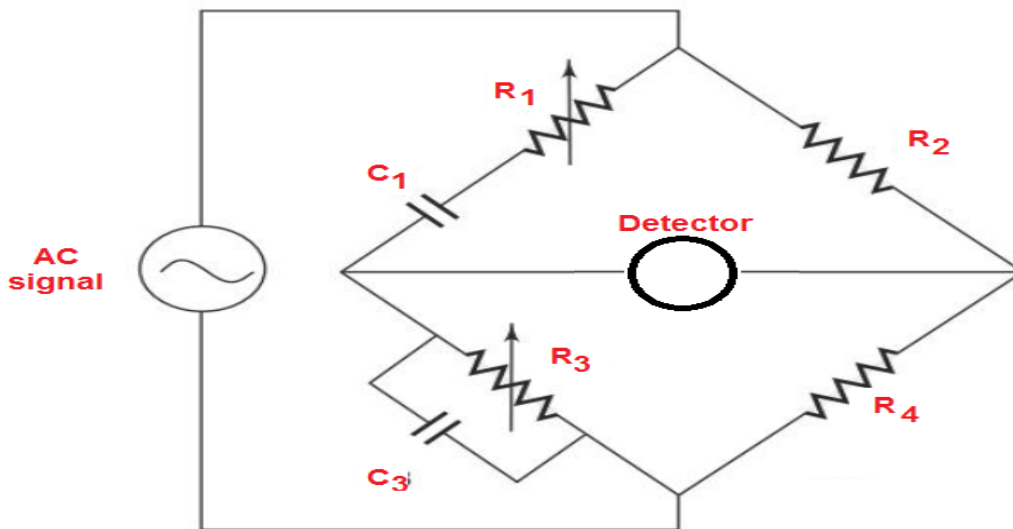 R1
R2
C1
Detector
AC
signal
R3
R4
C3